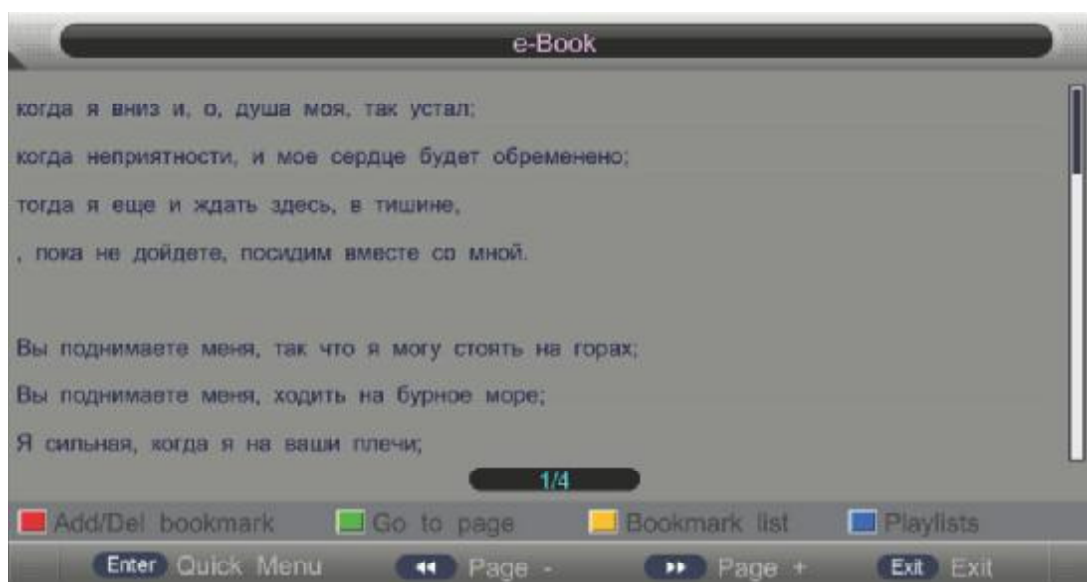 e-Book
когда я вниз и, о, душа моя, так устал;
когда неприятности, и мое сердце будет обременено;
тогда я еще и ждать здесь, в тишине,
, пока не дойдете, посидим вместе со мной.
Вы поднимаете меня, так что я могу стоять на горах;
Вы поднимаете меня, ходить на бурное море;
Я сильная, когда я на ваши плечи;
1/4
Add/Del bookmark Go to page Bookmark list Playlists
Enter Quick Menu Page - Page + Exit Exit